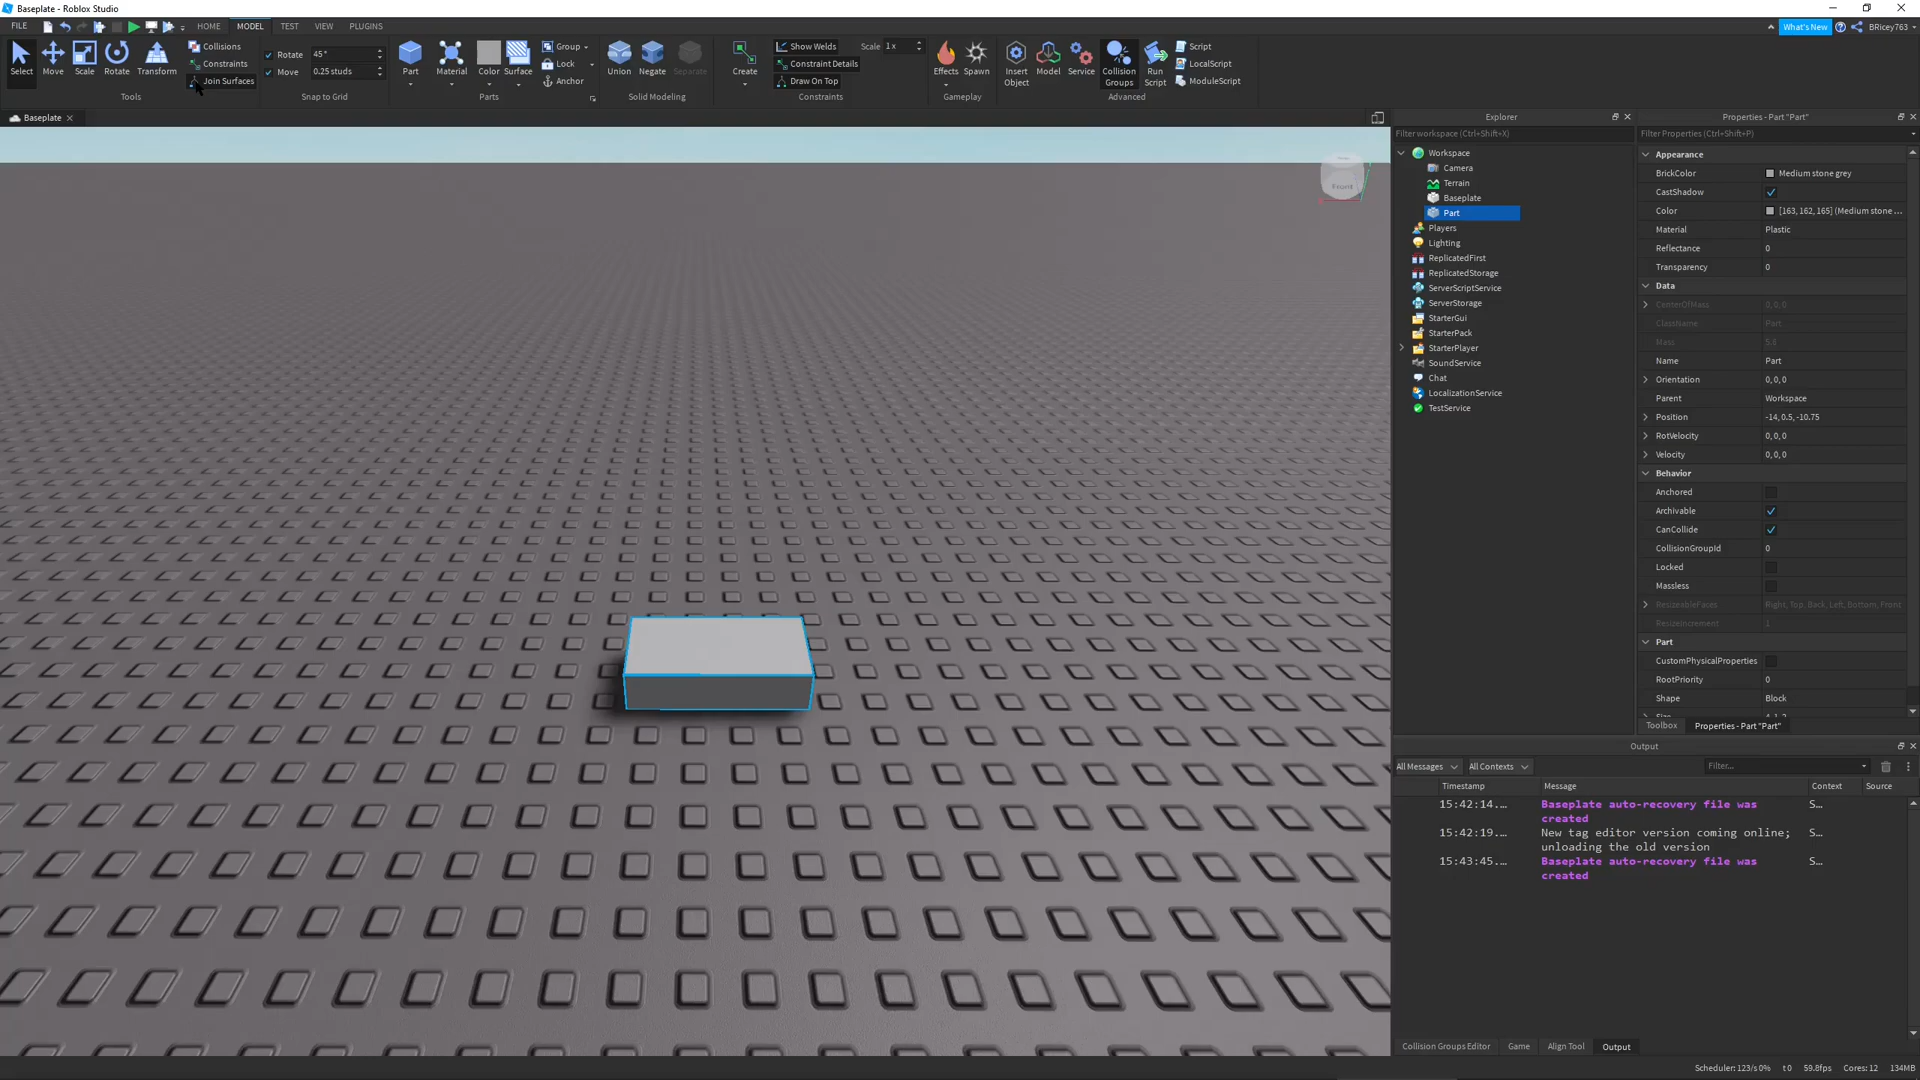 Baseplate - Roblox Studio
FILE HOME MODEL TEST VIEW PLUGINS What's New BRicey763
Select Move Scale Rotate Transform
Collisions
Constraints
Join Surfaces
Tools
Rotate 45°
Move 0.25 studs
Snap to Grid
Part Material Color Surface
Group
Lock
Anchor
Parts
Union Negate Separate
Solid Modeling
Create
Show Welds Scale 1 x
Constraint Details
Draw On Top
Constraints
Effects Spawn
Gameplay
Insert Object Model Service Collision Groups Run Script
Script
LocalScript
ModuleScript
Advanced
Baseplate
Front
Explorer
Filter workspace (Ctrl+Shift+X)
Workspace
Camera
Terrain
Baseplate
Part
Players
Lighting
ReplicatedFirst
ReplicatedStorage
ServerScriptService
ServerStorage
StarterGui
StarterPack
StarterPlayer
SoundService
Chat
LocalizationService
TestService
Properties - Part "Part"
Filter Properties (Ctrl+Shift+P)
Appearance
BrickColor Medium stone grey
CastShadow
Color [163, 162, 165] (Medium stone ...
Material Plastic
Reflectance 0
Transparency 0
Data
CenterOfMass 0, 0, 0
ClassName Part
Mass 5.6
Name Part
Orientation 0, 0, 0
Parent Workspace
Position -14, 0.5, -10.75
RotVelocity 0, 0, 0
Velocity 0, 0, 0
Behavior
Anchored
Archivable
CanCollide
CollisionGroupId 0
Locked
Massless
ResizeableFaces Right, Top, Back, Left, Bottom, Front
ResizeIncrement 1
Part
CustomPhysicalProperties
RootPriority 0
Shape Block
Toolbox Properties - Part "Part"
Output
All Messages All Contexts Filter...
Timestamp Message Context Source
15:42:14.... Baseplate auto-recovery file was S...
created
15:42:19.... New tag editor version coming online; S...
unloading the old version
15:43:45.... Baseplate auto-recovery file was S...
created
Collision Groups Editor Game Align Tool Output
Scheduler: 123/s 0% t 0 59.8fps Cores: 12 134MB